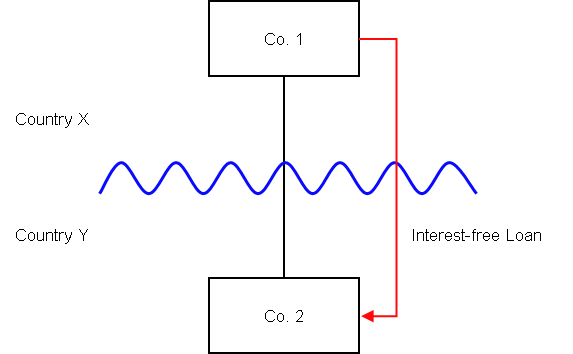 Co. 1
Country X
Country Y
Interest-free Loan
Co. 2